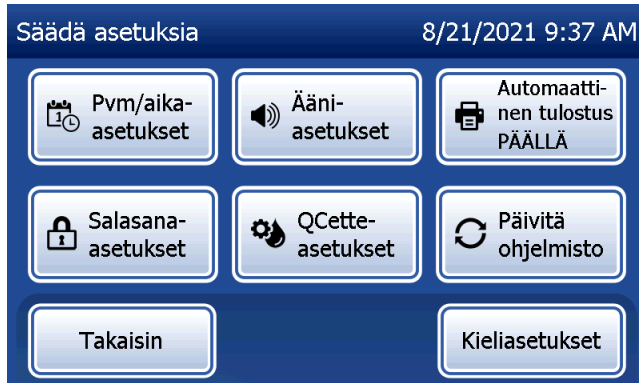 Säädä asetuksia 8/21/2021 9:37 AM
Pvm/aika-
asetukset
Ääni-
asetukset
Automaatti-
nen tulostus
PÄÄLLÄ
Salasana-
asetukset
QCette-
asetukset
Päivitä
ohjelmisto
Takaisin
Kieliasetukset